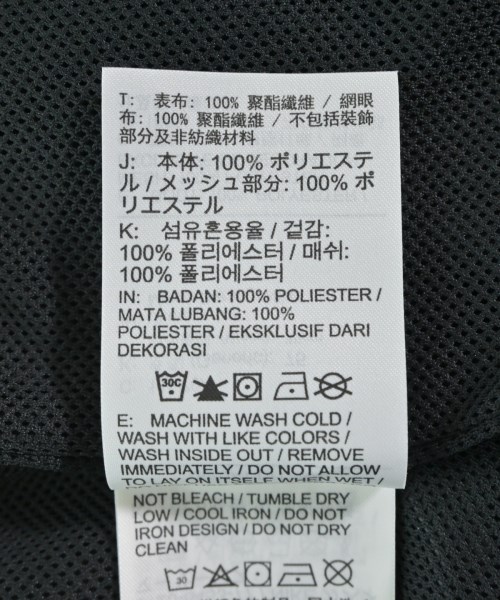 T: 表布: 100% 聚酯纖維 / 網眼
布: 100% 聚酯纖維 / 不包括裝飾
部分及非紡織材料
J: 本体: 100% ポリエステ
ル / メッシュ部分: 100% ポ
リエステル
K: 섬유혼용율 / 겉감:
100% 폴리에스터 / 매쉬:
100% 폴리에스터
IN: BADAN: 100% POLIESTER /
MATA LUBANG: 100%
POLIESTER / EKSKLUSIF DARI
DEKORASI
30C
E: MACHINE WASH COLD /
WASH WITH LIKE COLORS /
WASH INSIDE OUT / REMOVE
IMMEDIATELY / DO NOT ALLOW
TO LAY ON ITSELF WHEN WET /
NOT BLEACH / TUMBLE DRY
LOW / COOL IRON / DO NOT
IRON DESIGN / DO NOT DRY
CLEAN
30